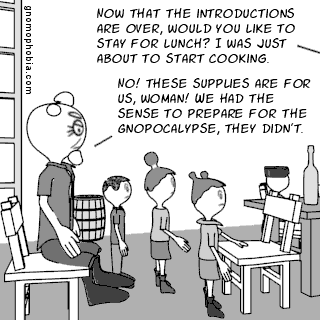 gnomophobia.com
NOW THAT THE INTRODUCTIONS
ARE OVER, WOULD YOU LIKE TO
STAY FOR LUNCH? I WAS JUST
ABOUT TO START COOKING.
NO! THESE SUPPLIES ARE FOR
US, WOMAN! WE HAD THE
SENSE TO PREPARE FOR THE
GNOPOCALYPSE, THEY DIDN'T.